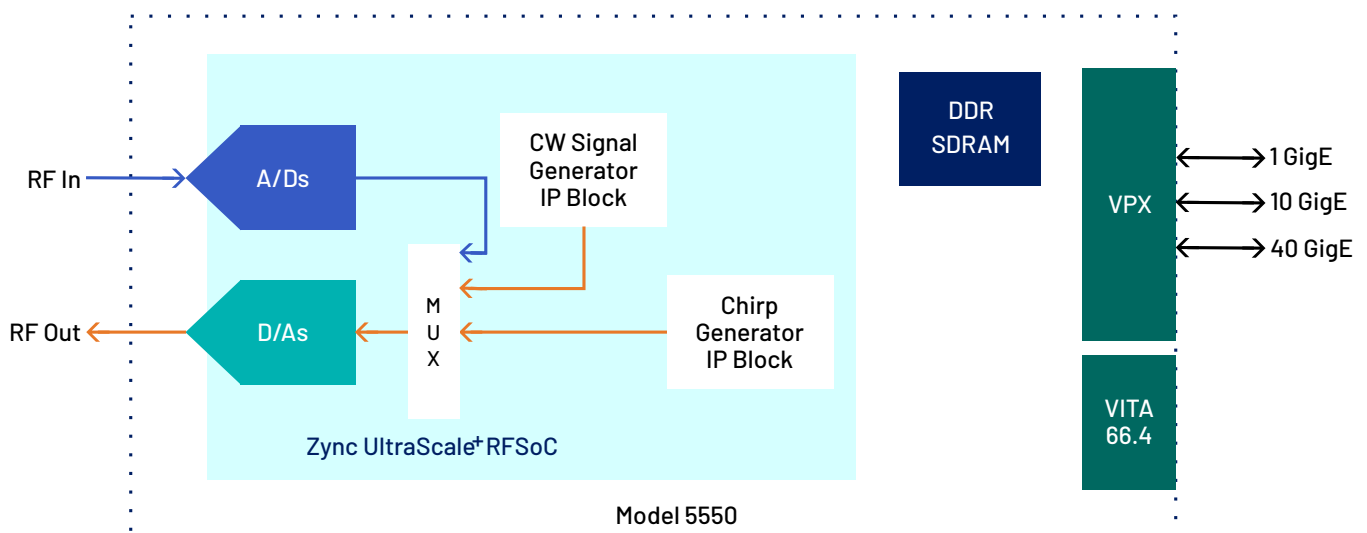 RF In
A/Ds
CW Signal
Generator
IP Block
DDR
SDRAM
VPX
1 GigE
10 GigE
40 GigE
RF Out
D/As
M
U
X
Chirp
Generator
IP Block
VITA
66.4
Zync UltraScale+ RFSoC
Model 5550